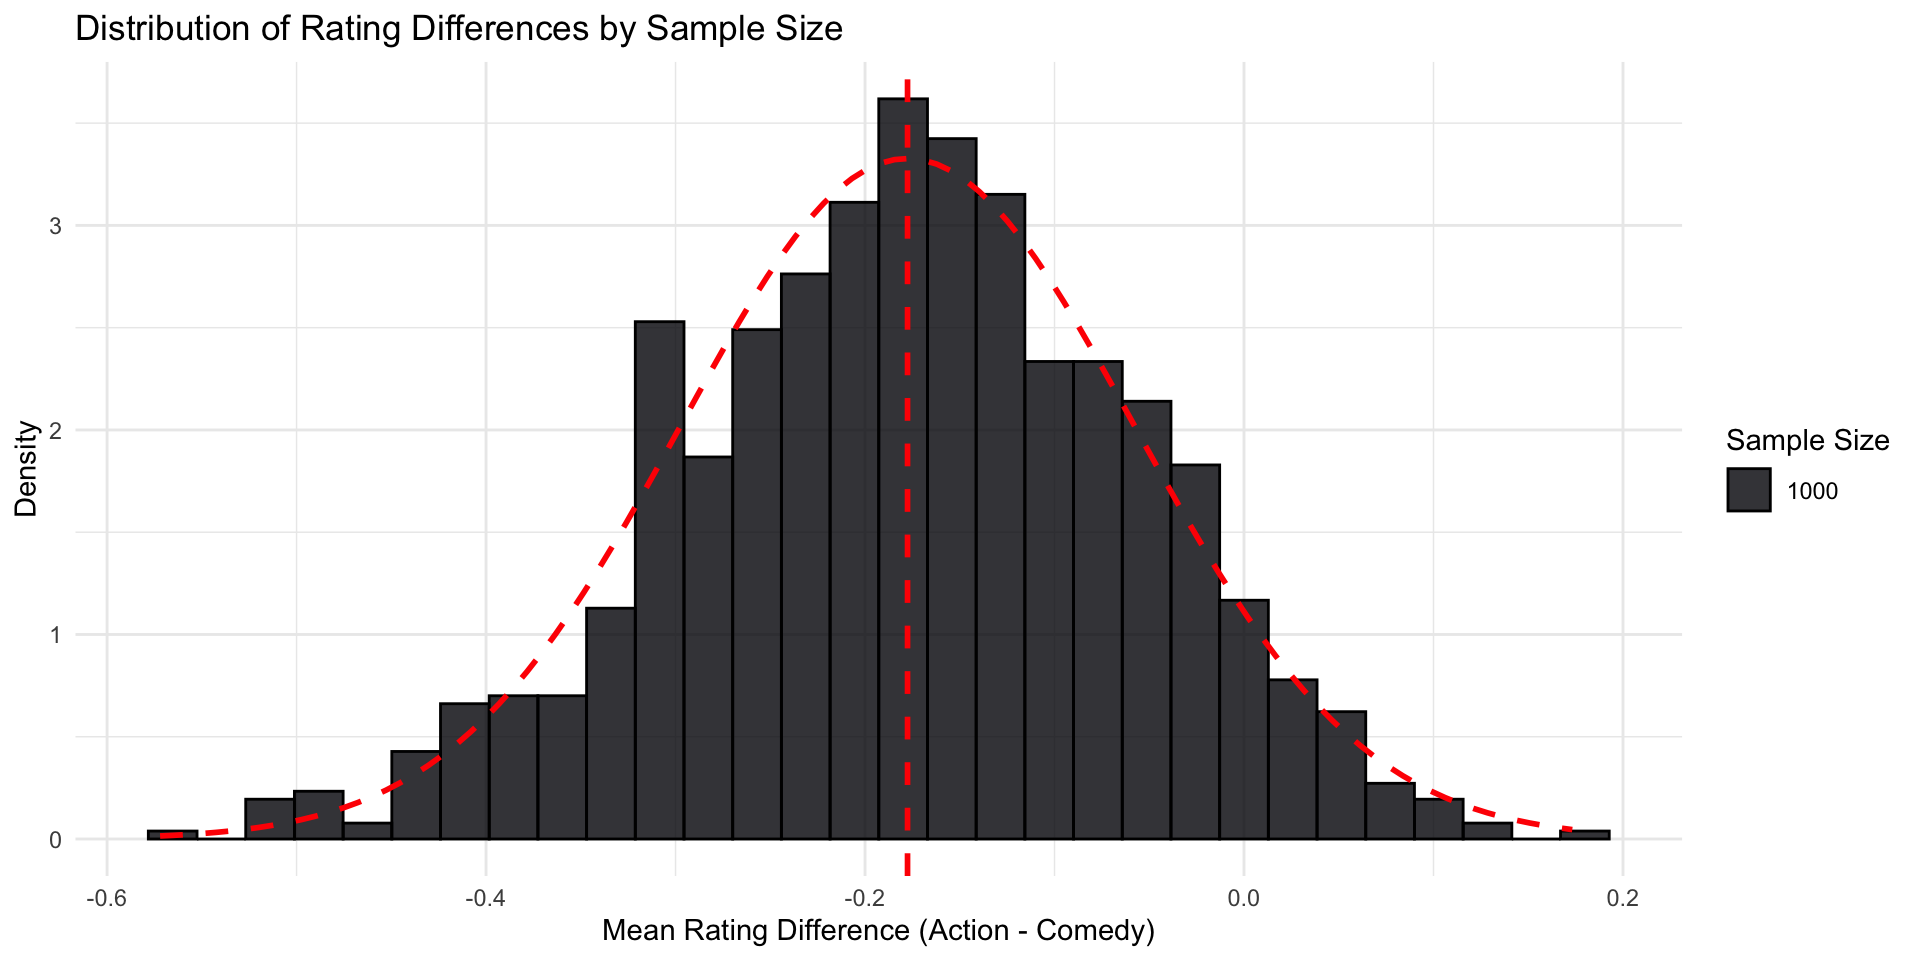 Distribution of Rating Differences by Sample Size
3
2
1
0
Density
-0.6
-0.4
-0.2
0.0
0.2
Mean Rating Difference (Action - Comedy)
Sample Size
1000